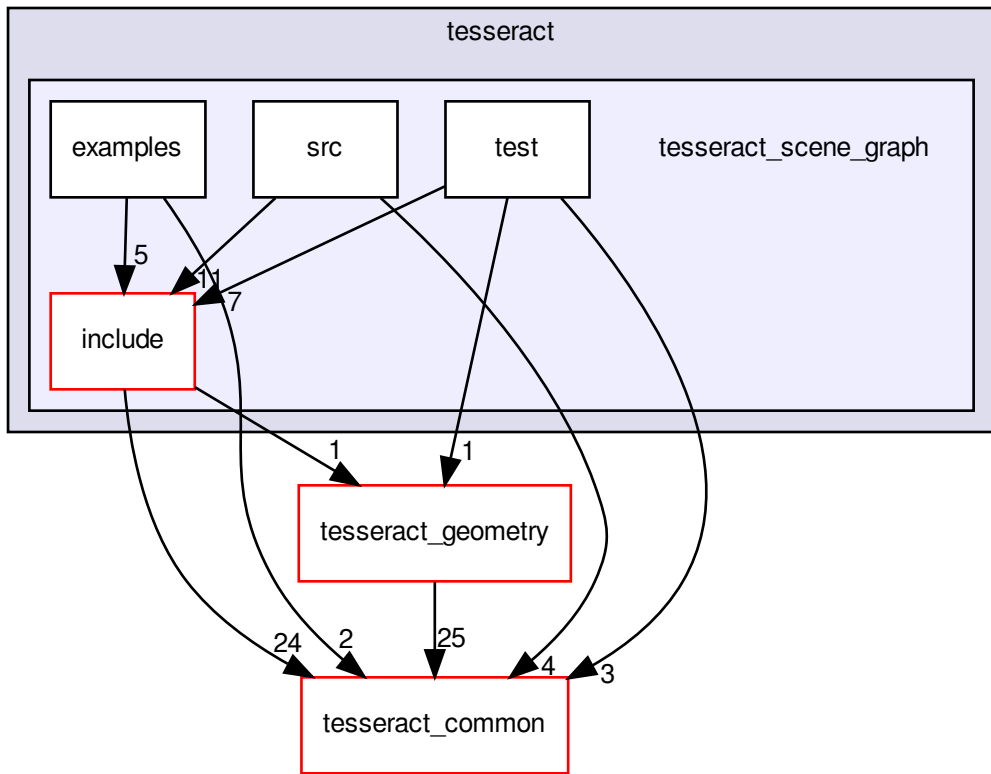 tesseract
examples
src
test
tesseract_scene_graph
5
11
7
include
1
1
tesseract_geometry
24
2
25
4
3
tesseract_common